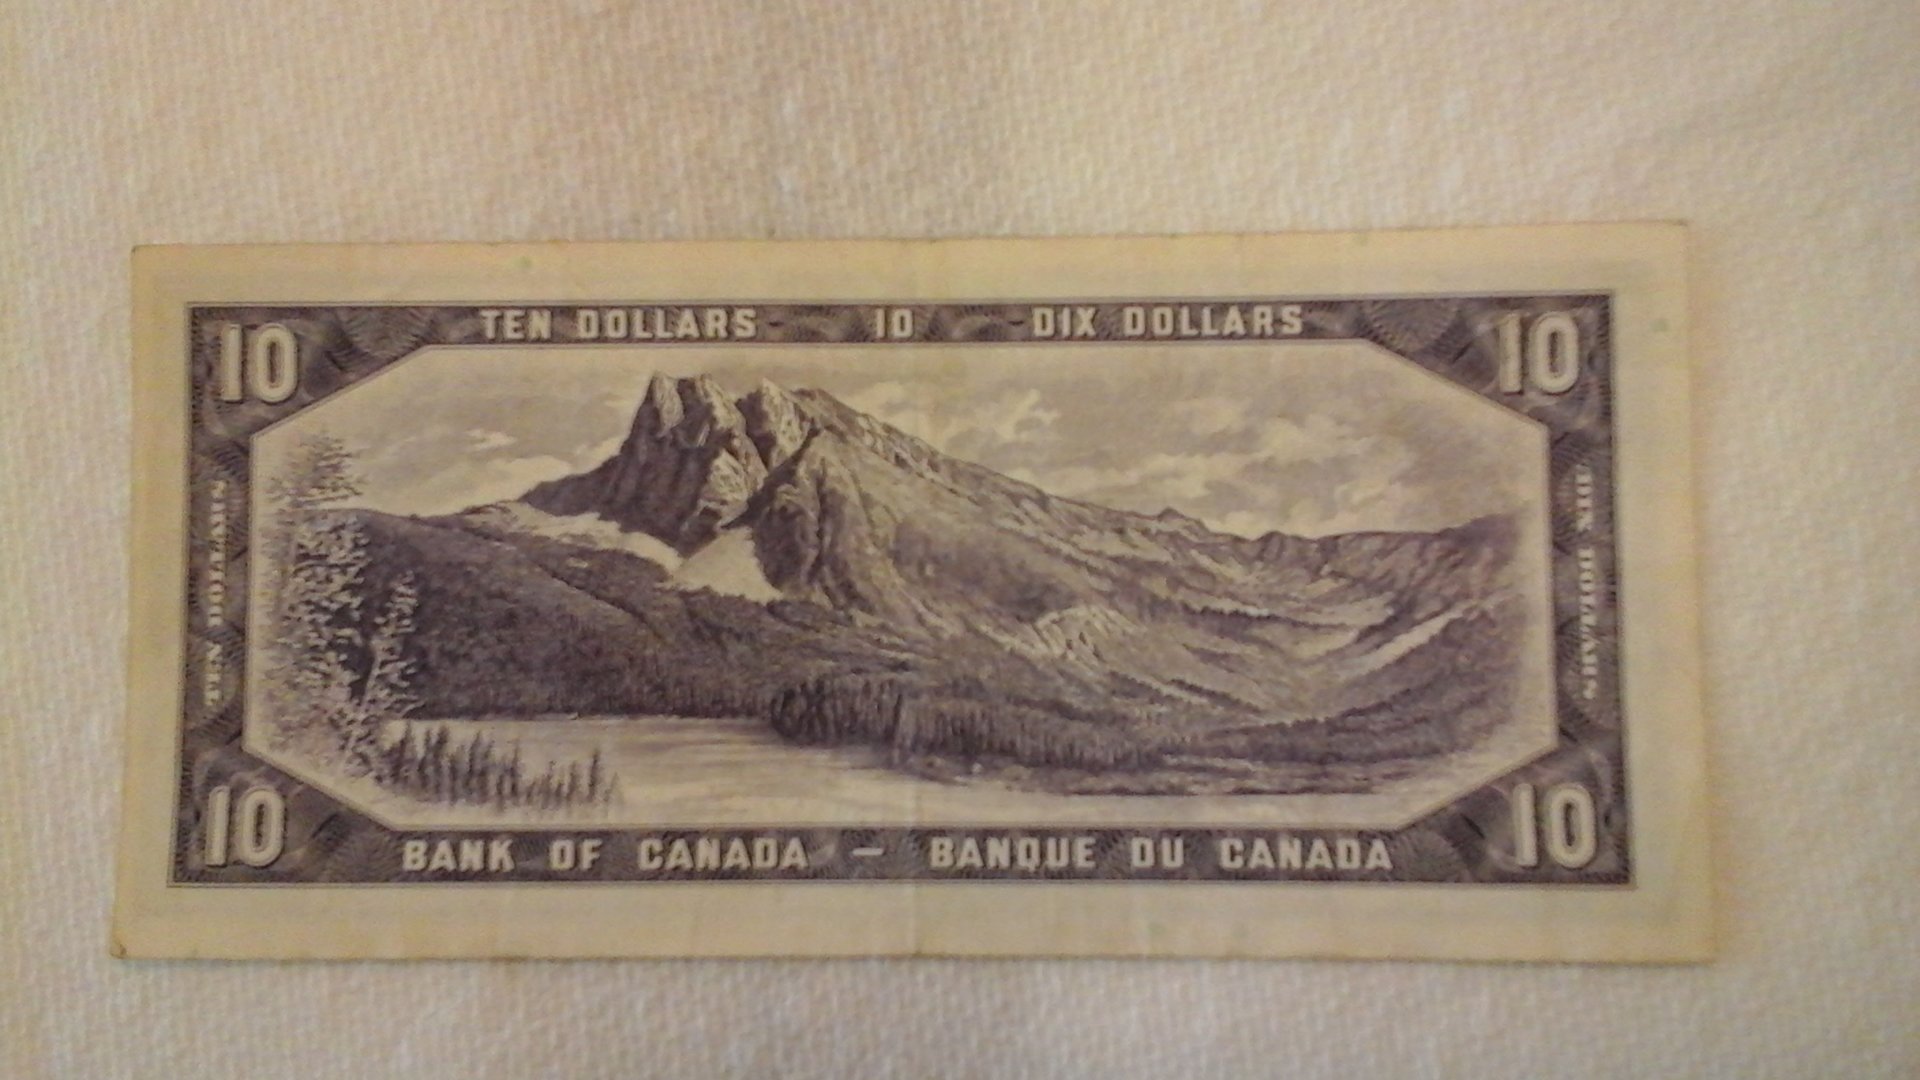 10 TEN DOLLARS - 10 - DIX DOLLARS 10
TEN DOLLARS
DIX DOLLARS
10 BANK OF CANADA – BANQUE DU CANADA 10